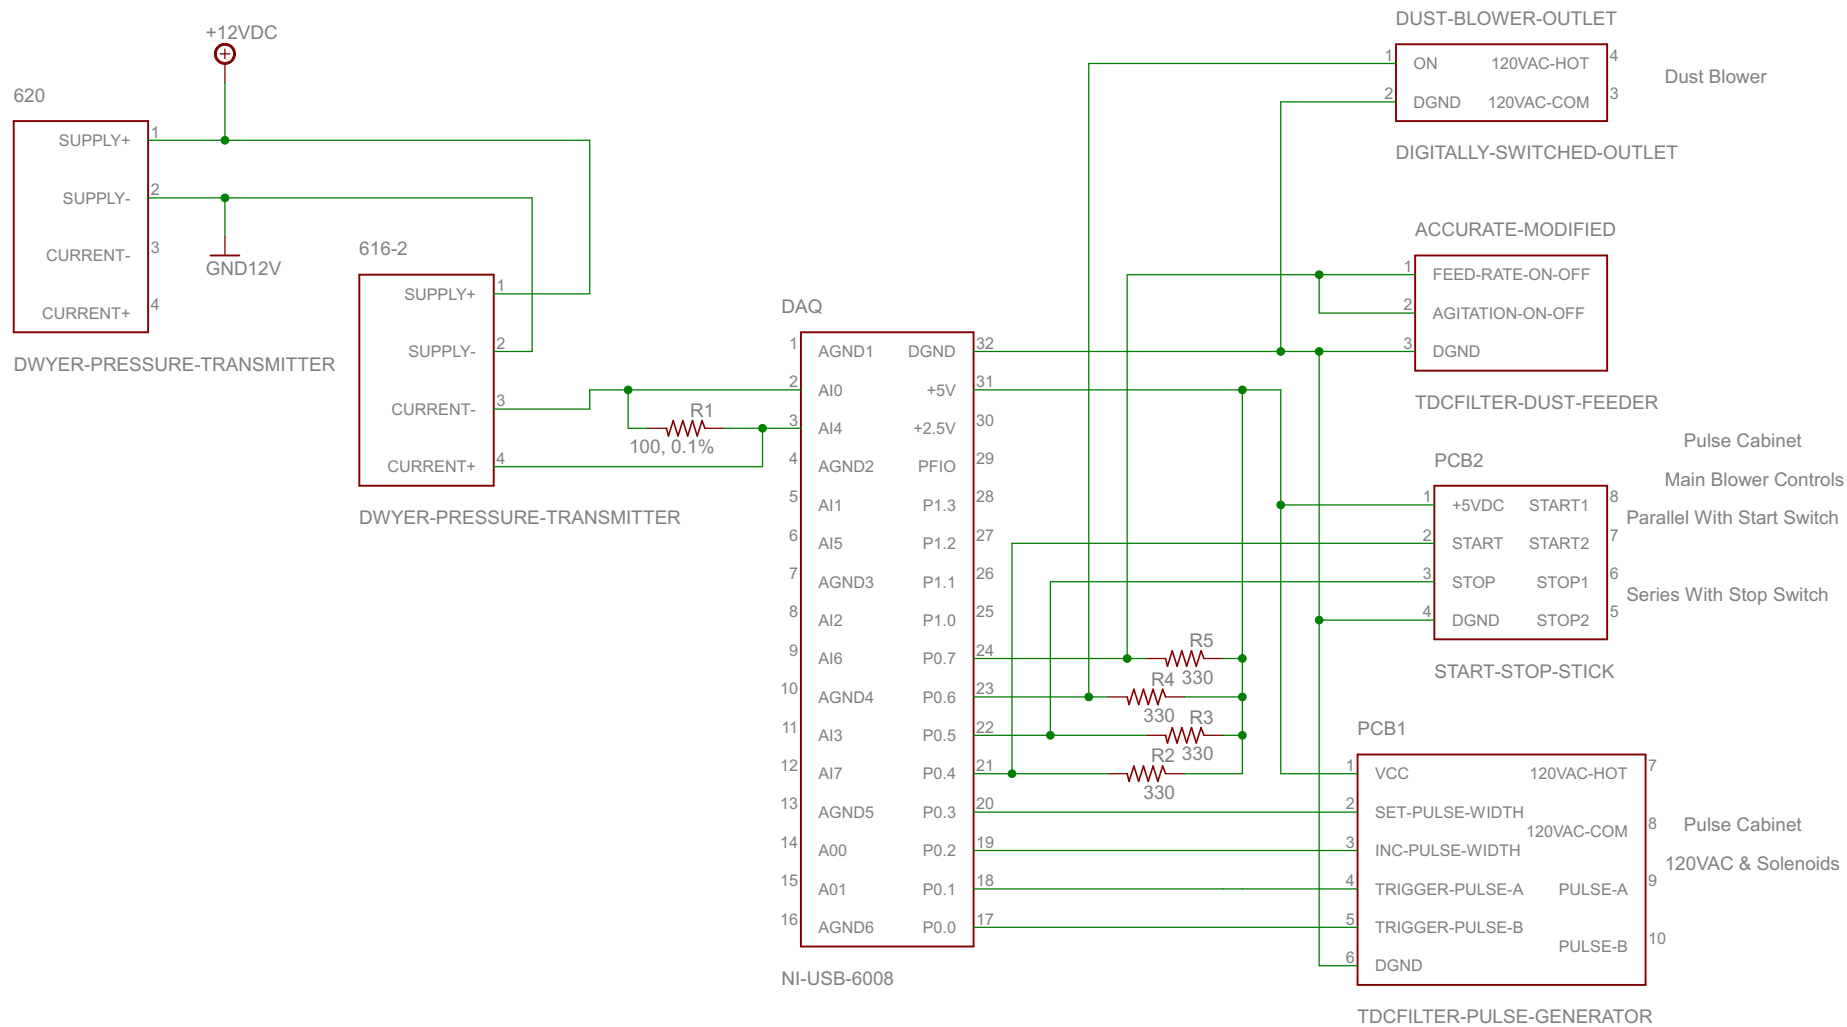 +12VDC
620
SUPPLY+ 1
SUPPLY- 2
CURRENT- 3
CURRENT+ 4
DWYER-PRESSURE-TRANSMITTER
GND12V
616-2
SUPPLY+ 1
SUPPLY- 2
CURRENT- 3
CURRENT+ 4
DWYER-PRESSURE-TRANSMITTER
R1
100, 0.1%
DAQ
1 AGND1 DGND 32
2 AI0 +5V 31
3 AI4 +2.5V 30
4 AGND2 PFIO 29
5 AI1 P1.3 28
6 AI5 P1.2 27
7 AGND3 P1.1 26
8 AI2 P1.0 25
9 AI6 P0.7 24
10 AGND4 P0.6 23
11 AI3 P0.5 22
12 AI7 P0.4 21
13 AGND5 P0.3 20
14 A00 P0.2 19
15 A01 P0.1 18
16 AGND6 P0.0 17
NI-USB-6008
R5
330
R4
330
R3
330
R2
330
DUST-BLOWER-OUTLET
1 ON 120VAC-HOT 4
2 DGND 120VAC-COM 3
DIGITALLY-SWITCHED-OUTLET
Dust Blower
ACCURATE-MODIFIED
1 FEED-RATE-ON-OFF
2 AGITATION-ON-OFF
3 DGND
TDCFILTER-DUST-FEEDER
Pulse Cabinet
Main Blower Controls
Parallel With Start Switch
Series With Stop Switch
PCB2
1 +5VDC START1 8
2 START START2 7
3 STOP STOP1 6
4 DGND STOP2 5
START-STOP-STICK
PCB1
1 VCC 120VAC-HOT 7
2 SET-PULSE-WIDTH
120VAC-COM 8
3 INC-PULSE-WIDTH
4 TRIGGER-PULSE-A PULSE-A 9
5 TRIGGER-PULSE-B
PULSE-B 10
6 DGND
TDCFILTER-PULSE-GENERATOR
Pulse Cabinet
120VAC & Solenoids